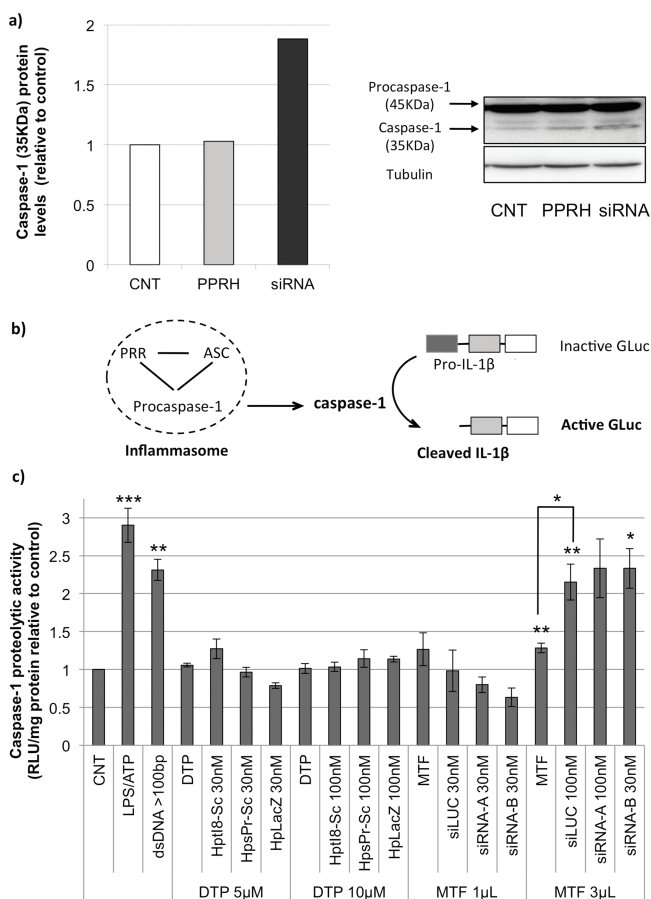 a)
Caspase-1 (35KDa) protein
levels (relative to control)
2
1.5
1
0.5
0
CNT
PPRH
siRNA
Procaspase-1
(45KDa)
Caspase-1
(35KDa)
Tubulin
CNT PPRH siRNA
b)
PRR
ASC
Procaspase-1
Inflammasome
caspase-1
Pro-IL-1β
Inactive GLuc
Active GLuc
Cleaved IL-1β
c)
Caspase-1 proteolytic activity
(RLU/mg protein relative to control)
3
2.5
2
1.5
1
0.5
0
***
**
**
*
**
*
CNT
LPS/ATP
dsDNA >100bp
DTP
HptI8-Sc 30nM
HpsPr-Sc 30nM
HpLacZ 30nM
DTP
HptI8-Sc 100nM
HpsPr-Sc 100nM
HpLacZ 100nM
MTF
siLUC 30nM
siRNA-A 30nM
siRNA-B 30nM
MTF
siLUC 100nM
siRNA-A 100nM
siRNA-B 30nM
DTP 5µM
DTP 10µM
MTF 1µL
MTF 3µL